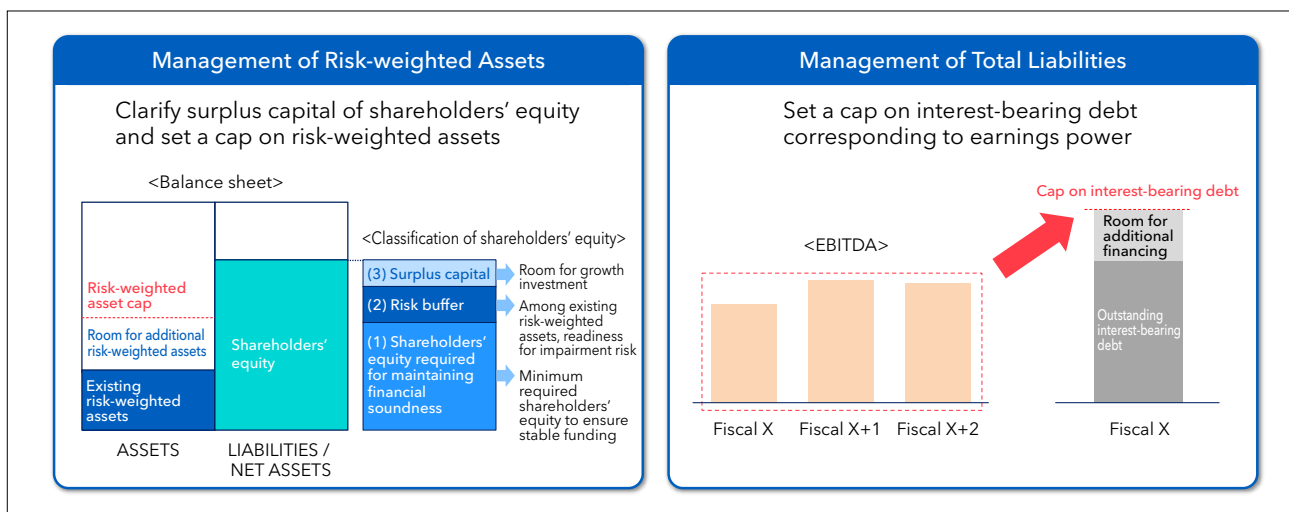 Management of Risk-weighted Assets
Clarify surplus capital of shareholders’ equity
and set a cap on risk-weighted assets
<Balance sheet>
Risk-weighted
asset cap
Room for additional
risk-weighted assets
Existing
risk-weighted
assets
ASSETS
Shareholders’
equity
LIABILITIES /
NET ASSETS
<Classification of shareholders’ equity>
(3) Surplus capital
Room for growth
investment
(2) Risk buffer
Among existing
risk-weighted
assets, readiness
for impairment risk
(1) Shareholders’
equity required
for maintaining
financial
soundness
Minimum
required
shareholders’
equity to ensure
stable funding
Management of Total Liabilities
Set a cap on interest-bearing debt
corresponding to earnings power
<EBITDA>
Fiscal X
Fiscal X+1
Fiscal X+2
Cap on interest-bearing debt
Room for
additional
financing
Outstanding
interest-bearing
debt
Fiscal X